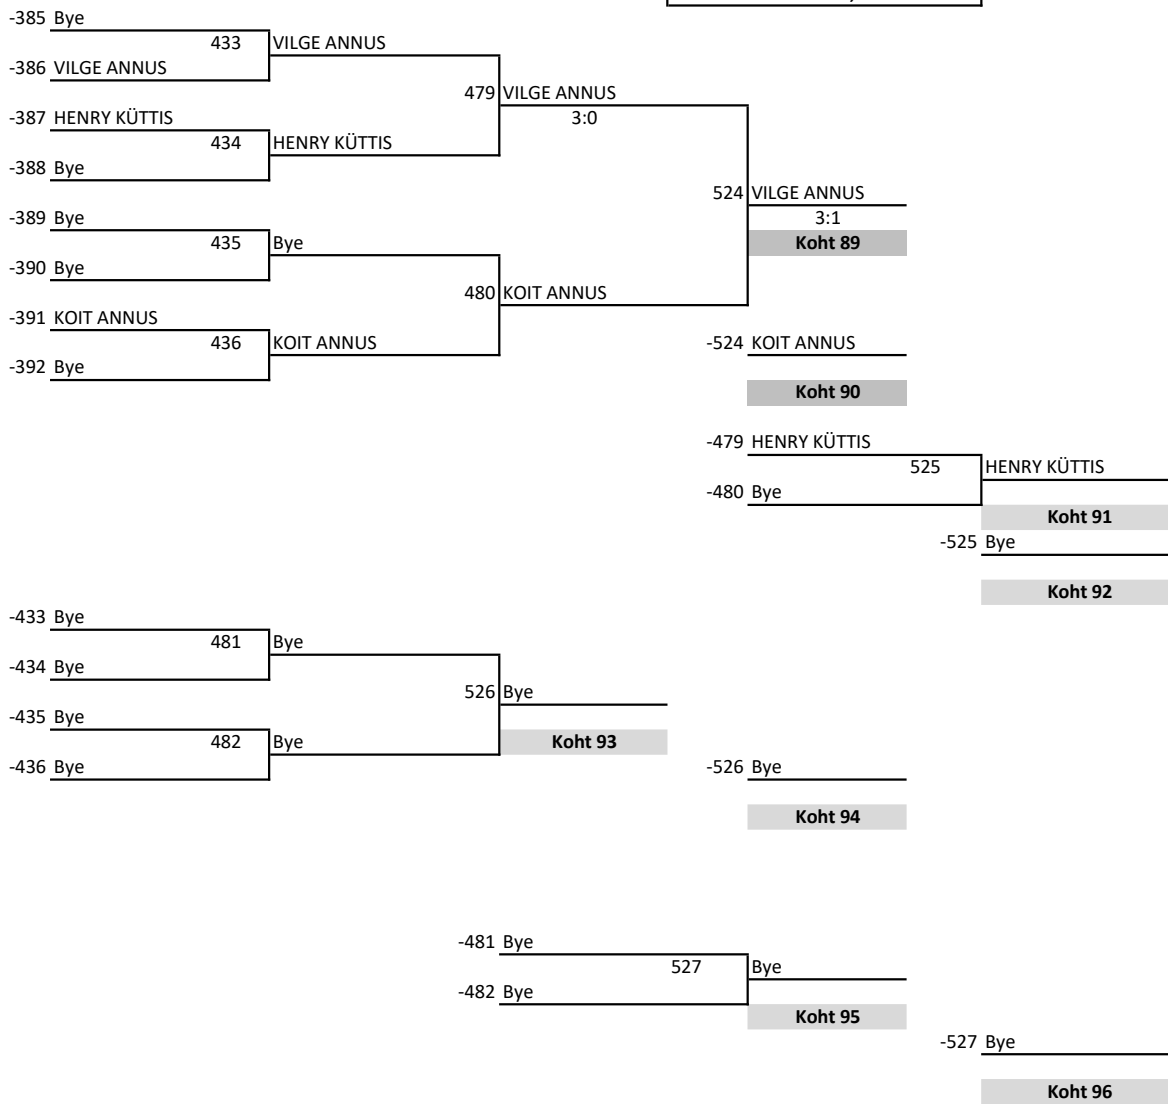 -385 Bye
433 VILGE ANNUS
-386 VILGE ANNUS
479 VILGE ANNUS
-387 HENRY KÜTTIS
3:0
434 HENRY KÜTTIS
-388 Bye
524 VILGE ANNUS
-389 Bye
3:1
435 Bye
Koht 89
-390 Bye
480 KOIT ANNUS
-391 KOIT ANNUS
436 KOIT ANNUS
-524 KOIT ANNUS
-392 Bye
Koht 90
-479 HENRY KÜTTIS
525 HENRY KÜTTIS
-480 Bye
Koht 91
-525 Bye
Koht 92
-433 Bye
481 Bye
-434 Bye
526 Bye
-435 Bye
482 Bye
Koht 93
-436 Bye
-526 Bye
Koht 94
-481 Bye
527 Bye
-482 Bye
Koht 95
-527 Bye
Koht 96